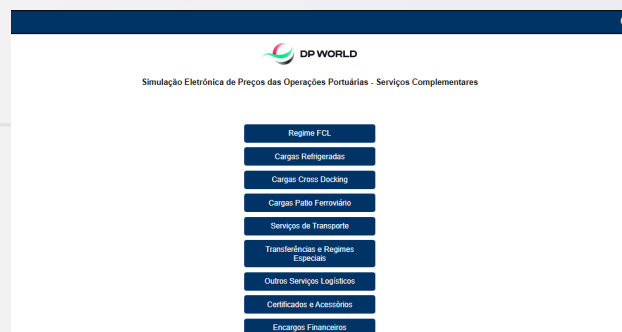 DP WORLD
Simulação Eletrônica de Preços das Operações Portuárias - Serviços Complementares
Regime FCL
Cargas Refrigeradas
Cargas Cross Docking
Cargas Patio Ferroviário
Serviços de Transporte
Transferências e Regimes
Especiais
Outros Serviços Logísticos
Certificados e Acessórios
Encargos Financeiros